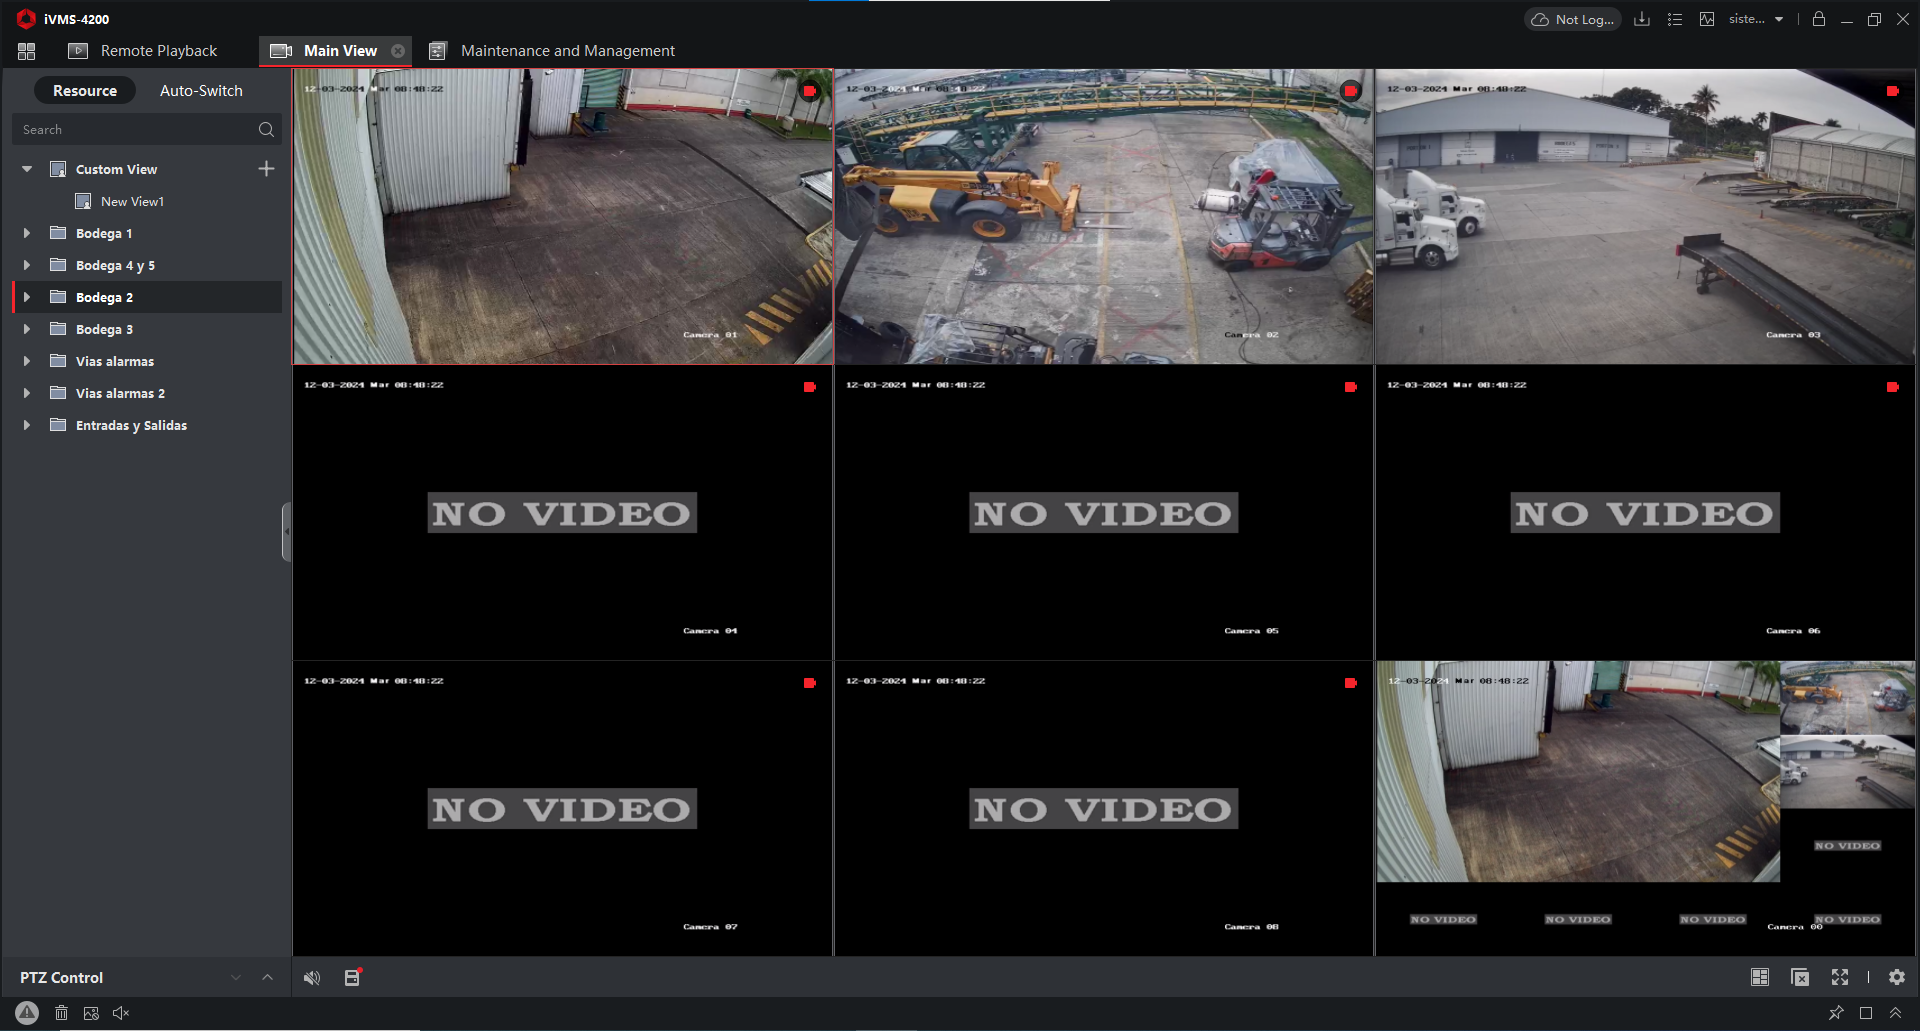 iVMS-4200
Not Log...
siste...
Remote Playback
Main View
Maintenance and Management
Resource
Auto-Switch
Search
Custom View
New View1
Bodega 1
Bodega 4 y 5
Bodega 2
Bodega 3
Vias alarmas
Vias alarmas 2
Entradas y Salidas
12-03-2024 Mar 08:48:22
Camera 01
12-03-2024 Mar 08:48:22
Camera 02
12-03-2024 Mar 08:48:22
Camera 03
12-03-2024 Mar 08:48:22
NO VIDEO
Camera 04
12-03-2024 Mar 08:48:22
NO VIDEO
Camera 05
12-03-2024 Mar 08:48:22
NO VIDEO
Camera 06
12-03-2024 Mar 08:48:22
NO VIDEO
Camera 07
12-03-2024 Mar 08:48:22
NO VIDEO
Camera 08
12-03-2024 Mar 08:48:22
NO VIDEO
NO VIDEO
NO VIDEO
NO VIDEO
NO VIDEO
Camera 00
PTZ Control